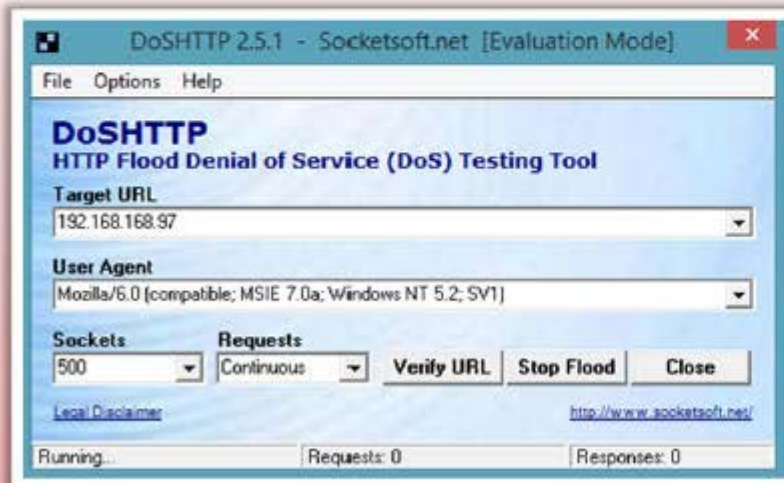 DoSHTTP 2.5.1 - Socketsoft.net [Evaluation Mode]
File Options Help
DoSHTTP
HTTP Flood Denial of Service (DoS) Testing Tool
Target URL
192.168.168.97
User Agent
Mozilla/6.0 (compatible; MSIE 7.0a; Windows NT 5.2; SV1)
Sockets Requests
500 Continuous Verify URL Stop Flood Close
Legal Disclaimer http://www.socketsoft.net/
Running... Requests: 0 Responses: 0